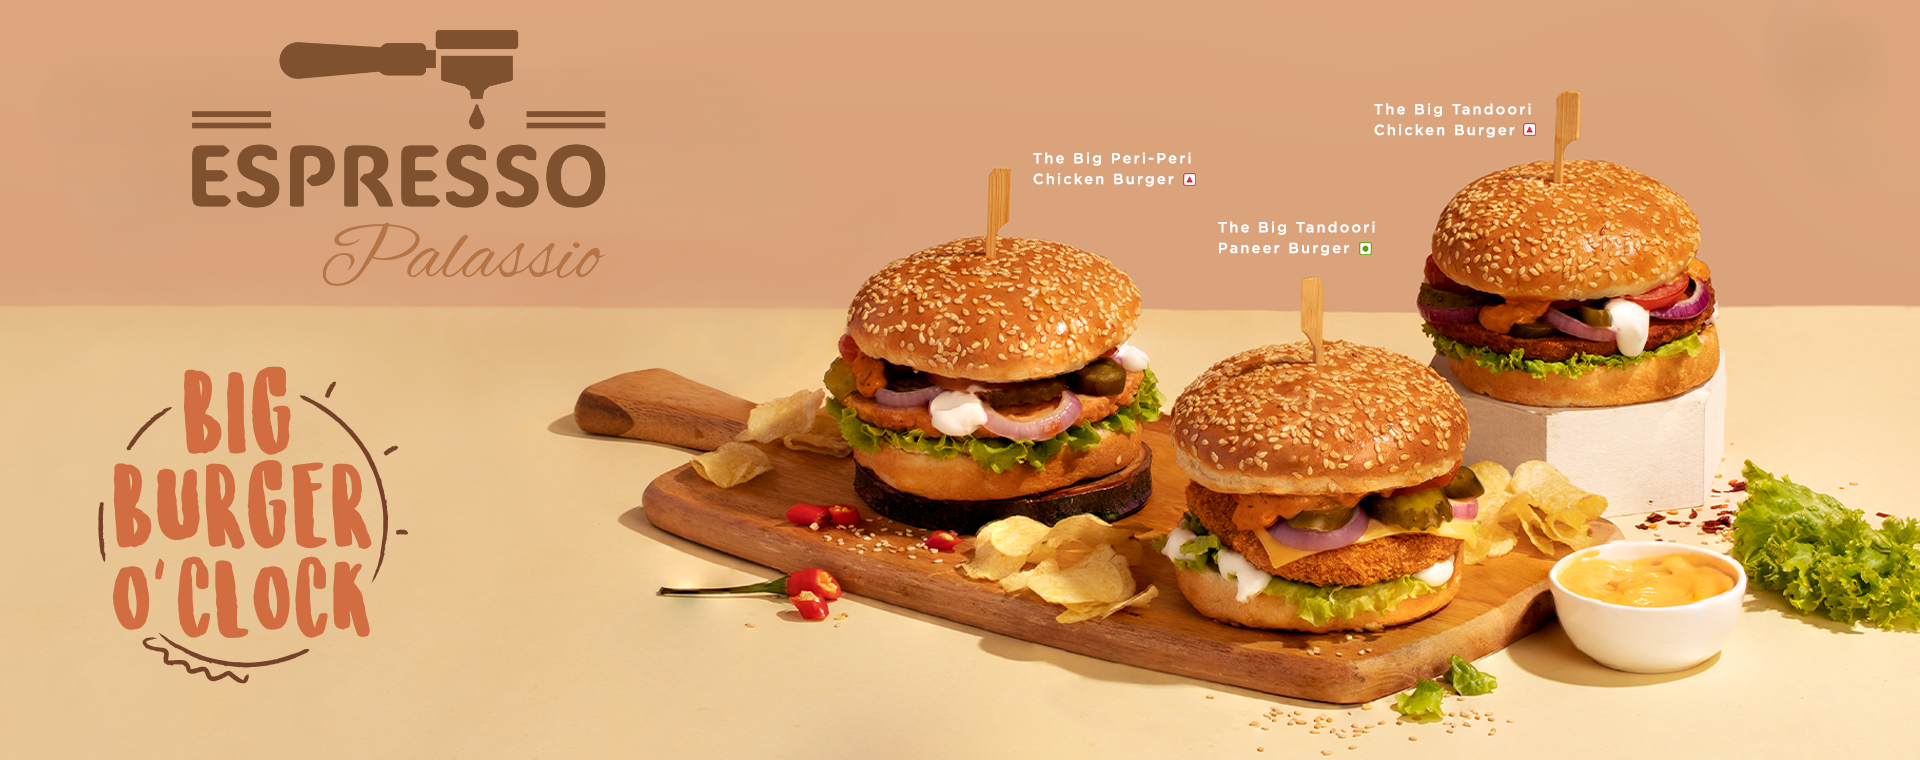 ESPRESSO
Palassio
The Big Tandoori
Chicken Burger
The Big Peri-Peri
Chicken Burger
The Big Tandoori
Paneer Burger
BIG
BURGER
O'CLOCK